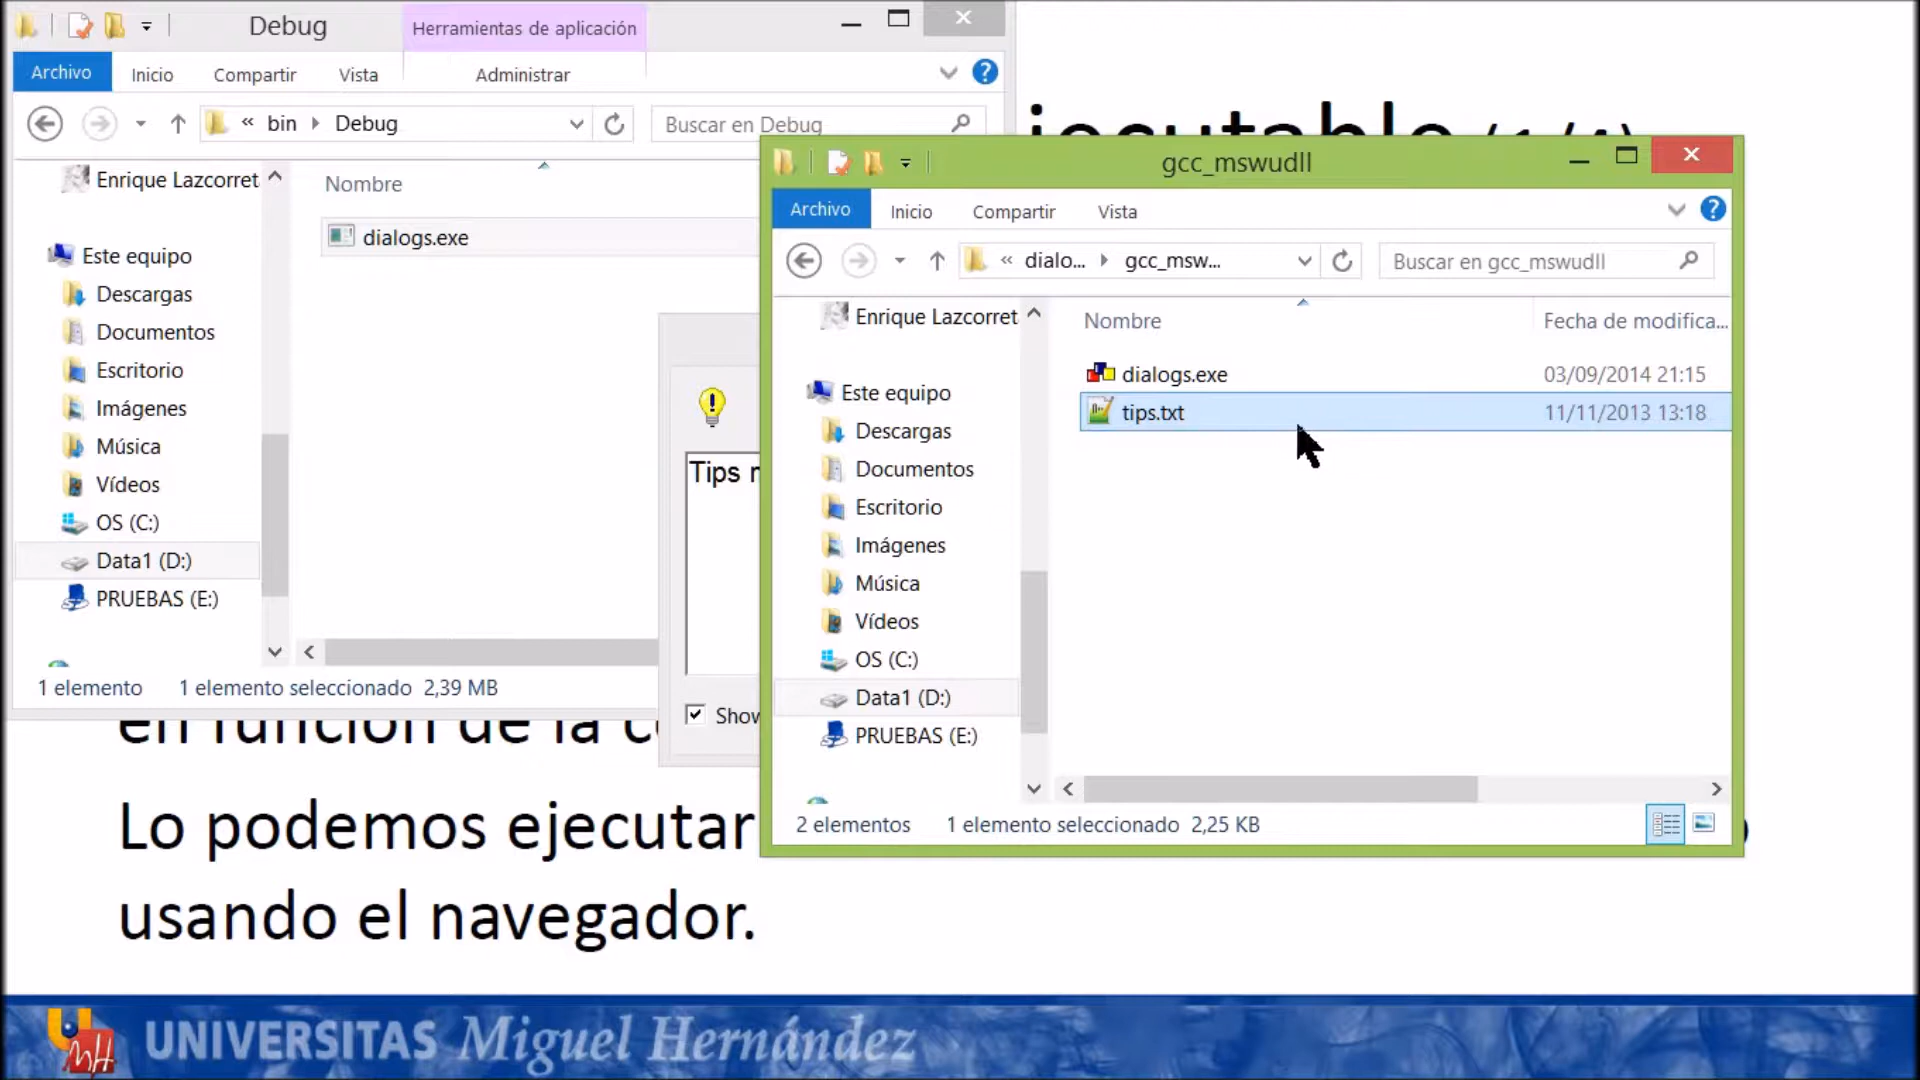 Debug
Herramientas de aplicación
Archivo Inicio Compartir Vista Administrar
« bin Debug
Buscar en Debug
Enrique Lazcorret
Este equipo
Descargas
Documentos
Escritorio
Imágenes
Música
Vídeos
OS (C:)
Data1 (D:)
PRUEBAS (E:)
Nombre
dialogs.exe
1 elemento 1 elemento seleccionado 2,39 MB
Tips
Show
gcc_mswudll
Archivo Inicio Compartir Vista
« dialo... gcc_msw...
Buscar en gcc_mswudll
Enrique Lazcorret
Este equipo
Descargas
Documentos
Escritorio
Imágenes
Música
Vídeos
OS (C:)
Data1 (D:)
PRUEBAS (E:)
Nombre Fecha de modifica...
dialogs.exe 03/09/2014 21:15
tips.txt 11/11/2013 13:18
2 elementos 1 elemento seleccionado 2,25 KB
en función de la
Lo podemos ejecutar
usando el navegador.
UNIVERSITAS Miguel Hernández